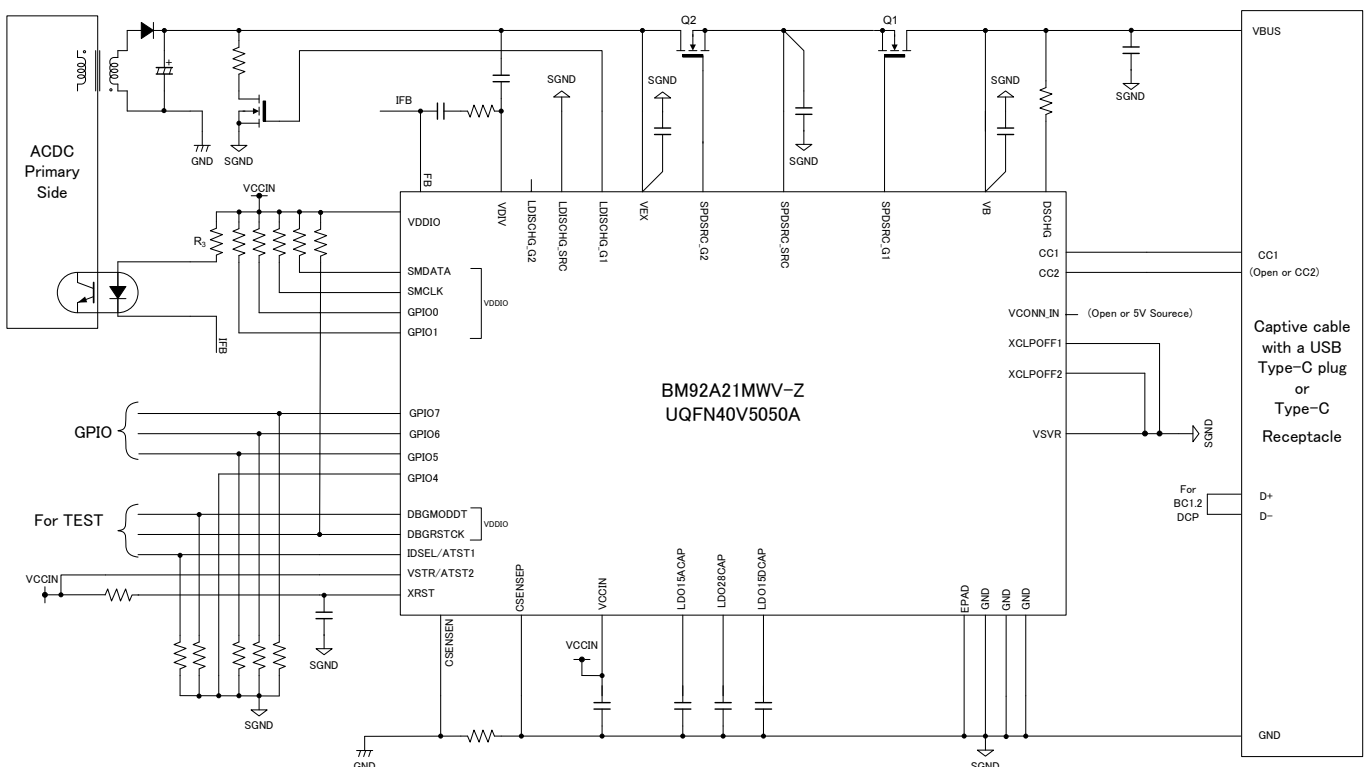 Q2
Q1
VBUS
SGND
SGND
SGND
IFB
SGND
ACDC
Primary
Side
GND
SGND
SGND
VCCIN
FB
VDIV
LDISCHG_G2
LDISCHG_SRC
LDISCHG_G1
VEX
SPDSRC_G2
SPDSRC_SRC
SPDSRC_G1
VB
DSCHG
VDDIO
R3
CC1
CC1
CC2
(Open or CC2)
SMDATA
SMCLK
VDDIO
GPIO0
GPIO1
IFB
VCONN_IN
(Open or 5V Sourece)
XCLPOFF1
XCLPOFF2
Captive cable
with a USB
Type-C plug
or
Type-C
Receptacle
BM92A21MWV-Z
UQFN40V5050A
GPIO
GPIO7
GPIO6
GPIO5
GPIO4
VSVR
SGND
For
BC1.2
DCP
D+
D-
For TEST
DBGMODDT
VDDIO
DBGRSTCK
IDSEL/ATST1
VSTR/ATST2
XRST
VCCIN
SGND
CSENSEN
CSENSEP
VCCIN
LDO15ACAP
LDO28CAP
LDO15DCAP
EPAD
GND
GND
GND
VCCIN
SGND
GND
SGND
GND